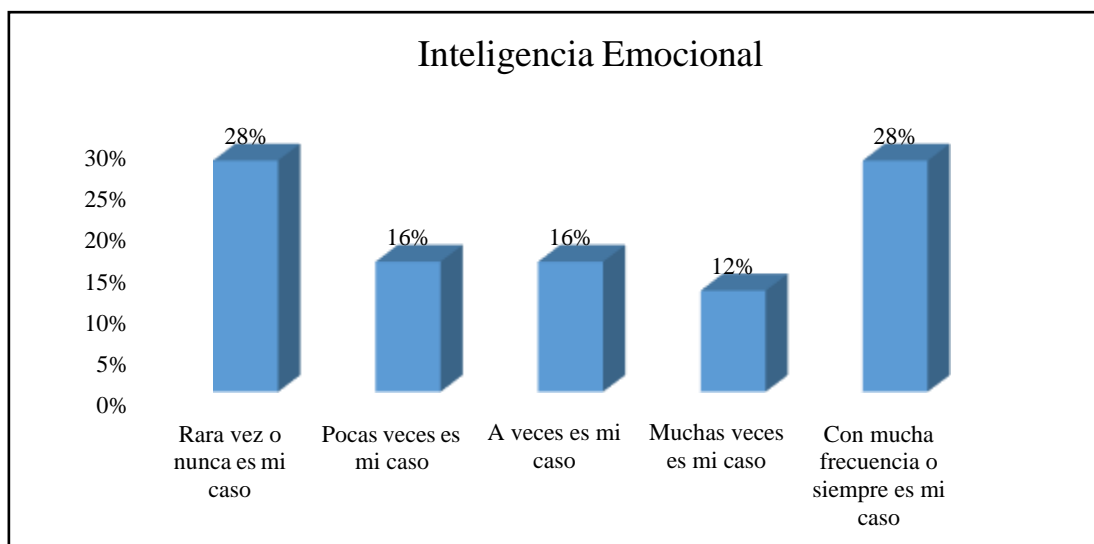 Inteligencia Emocional
28%
28%
30%
25%
20%
15%
10%
5%
0%
16%
16%
12%
Rara vez o
nunca es mi
caso
Pocas veces es
mi caso
A veces es mi
caso
Muchas veces
es mi caso
Con mucha
frecuencia o
siempre es mi
caso